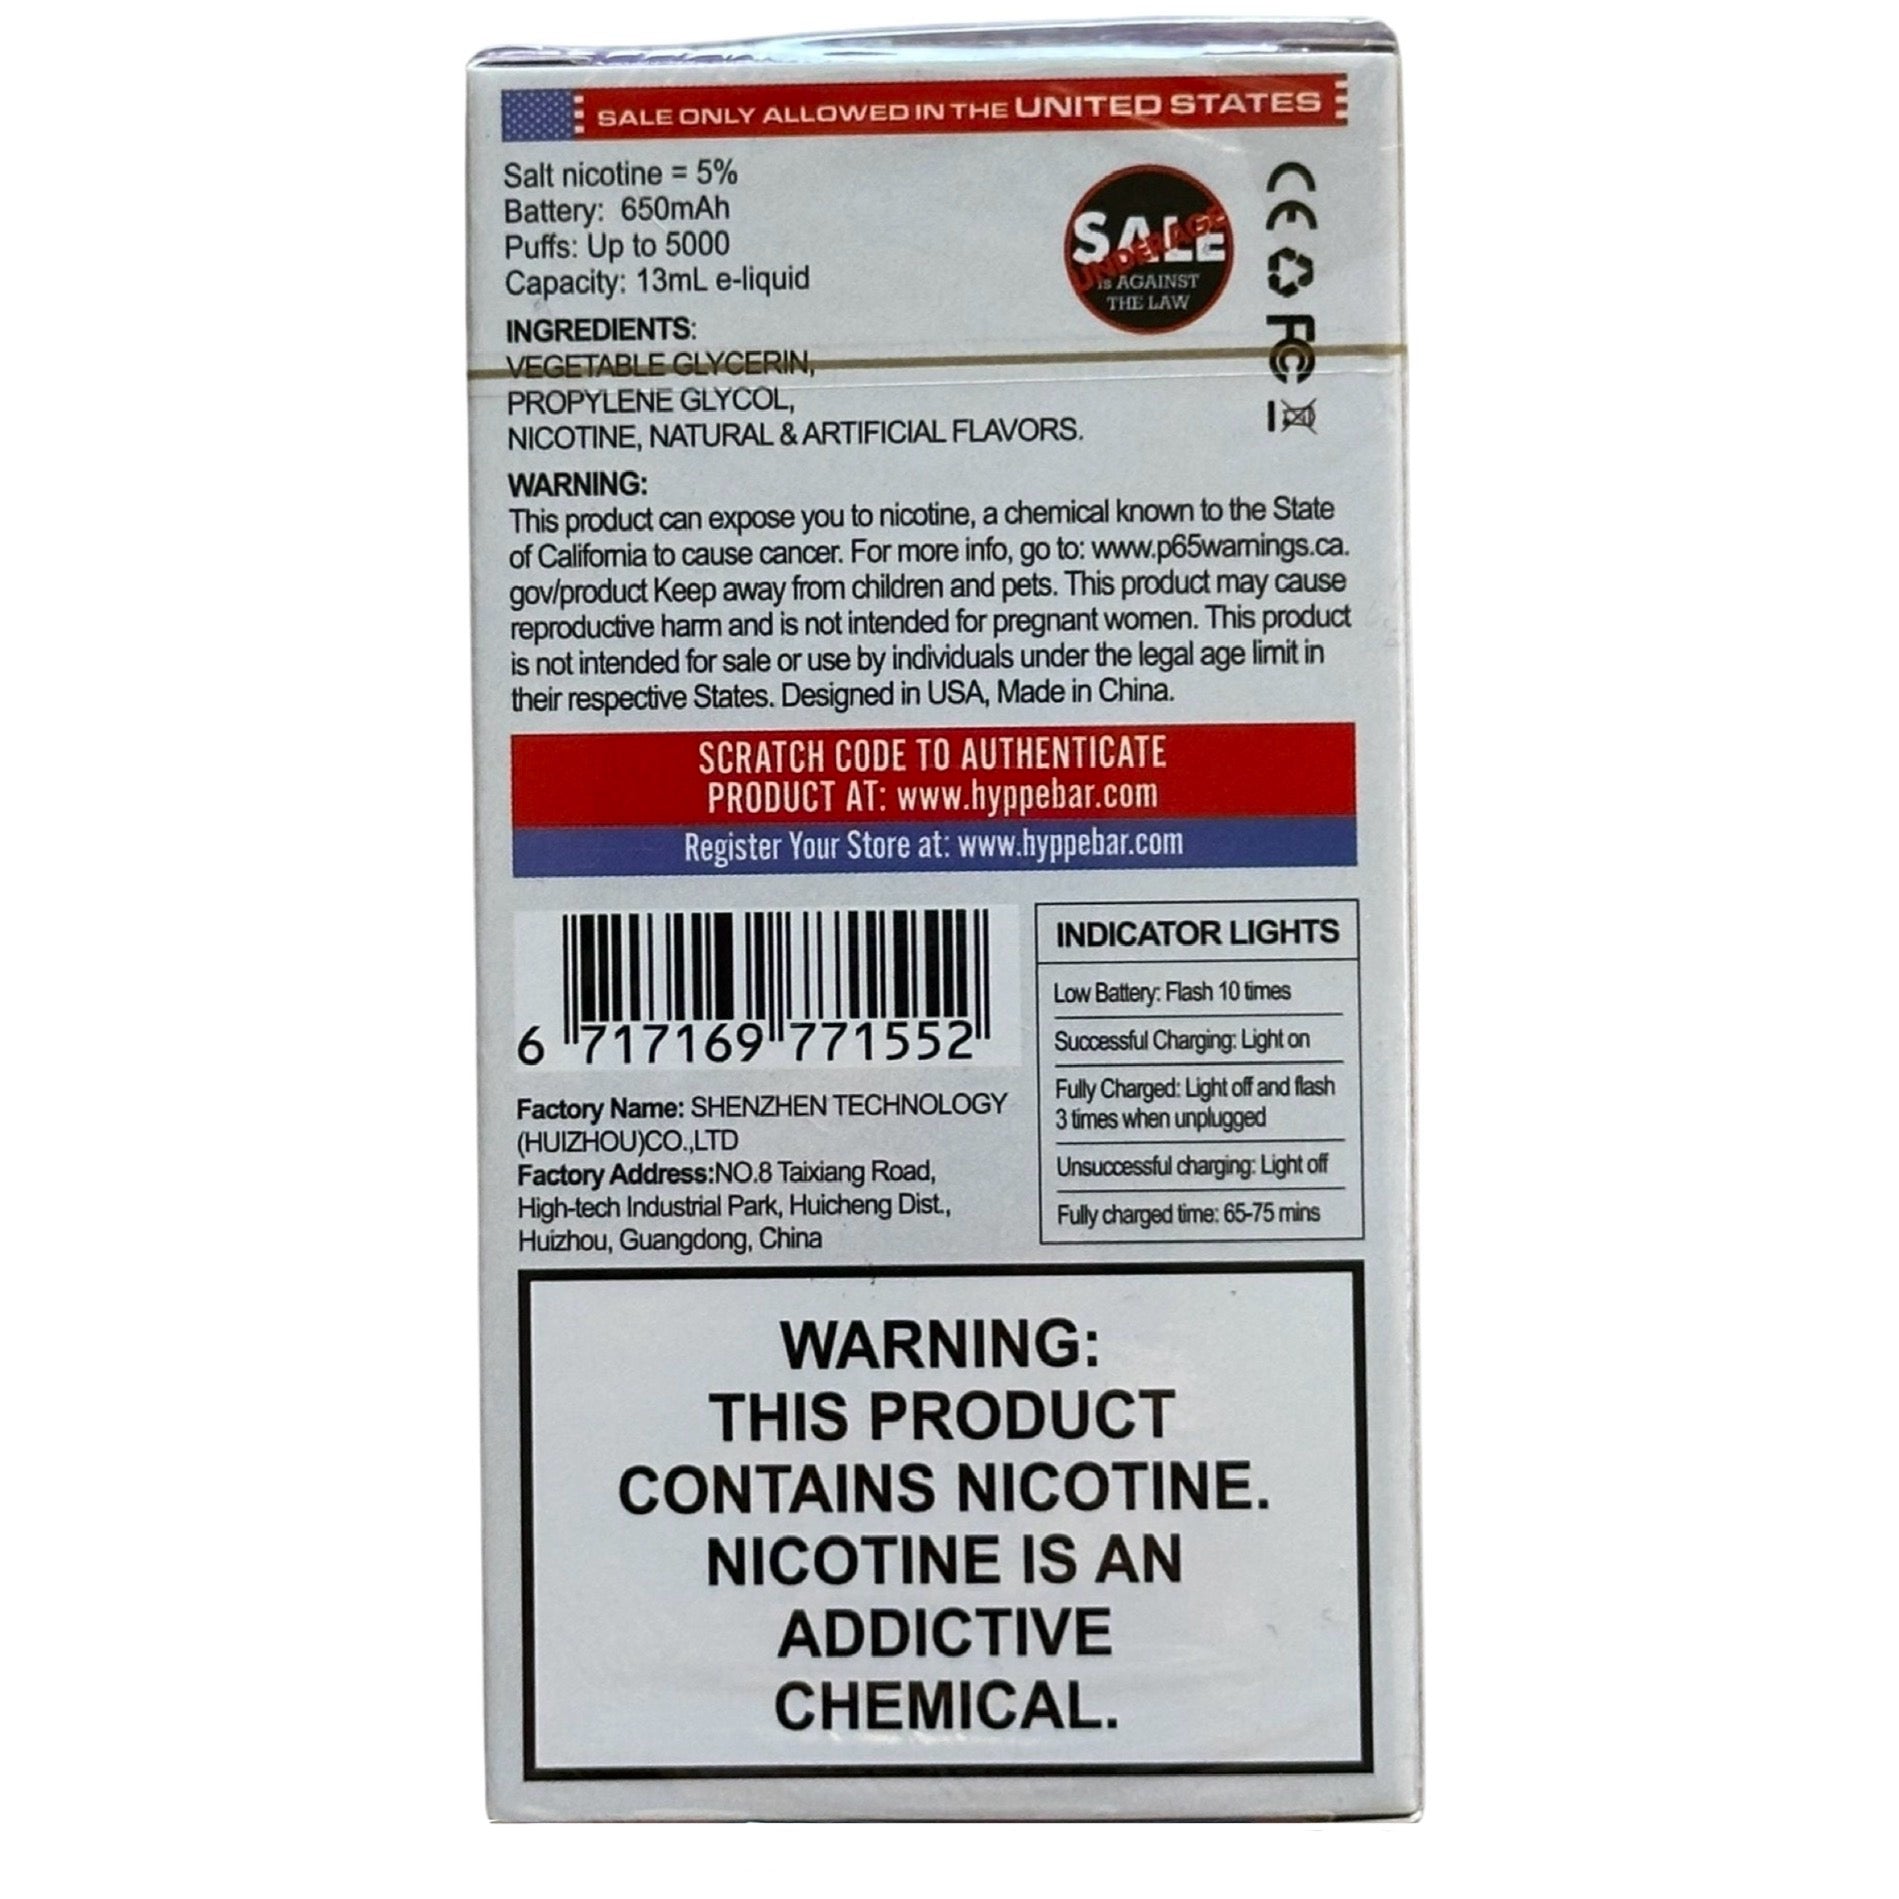 SALE ONLY ALLOWED IN THE UNITED STATES
Salt nicotine = 5%
Battery: 650mAh
Puffs: Up to 5000
Capacity: 13mL e-liquid
SALE
UNDERAGE
is AGAINST
THE LAW
CE
FC
INGREDIENTS:
VEGETABLE GLYCERIN,
PROPYLENE GLYCOL,
NICOTINE, NATURAL & ARTIFICIAL FLAVORS.
WARNING:
This product can expose you to nicotine, a chemical known to the State
of California to cause cancer. For more info, go to: www.p65warnings.ca.
gov/product Keep away from children and pets. This product may cause
reproductive harm and is not intended for pregnant women. This product
is not intended for sale or use by individuals under the legal age limit in
their respective States. Designed in USA, Made in China.
SCRATCH CODE TO AUTHENTICATE
PRODUCT AT: www.hyppebar.com
Register Your Store at: www.hyppebar.com
6 717169 771552
Factory Name: SHENZHEN TECHNOLOGY
(HUIZHOU)CO.,LTD
Factory Address:NO.8 Taixiang Road,
High-tech Industrial Park, Huicheng Dist.,
Huizhou, Guangdong, China
INDICATOR LIGHTS
Low Battery: Flash 10 times
Successful Charging: Light on
Fully Charged: Light off and flash
3 times when unplugged
Unsuccessful charging: Light off
Fully charged time: 65-75 mins
WARNING:
THIS PRODUCT
CONTAINS NICOTINE.
NICOTINE IS AN
ADDICTIVE
CHEMICAL.